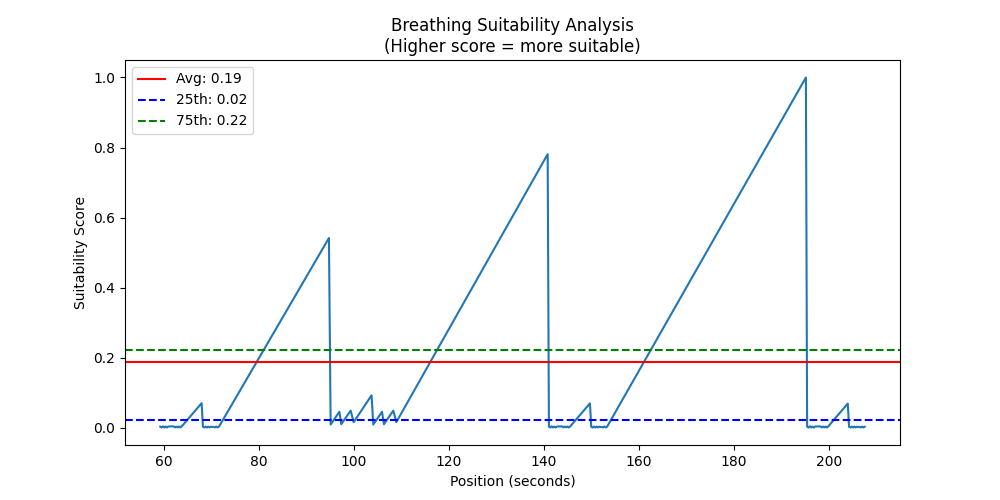 Breathing Suitability Analysis
(Higher score = more suitable)
Avg: 0.19
25th: 0.02
75th: 0.22
1.0
0.8
0.6
0.4
0.2
0.0
Suitability Score
60 80 100 120 140 160 180 200
Position (seconds)